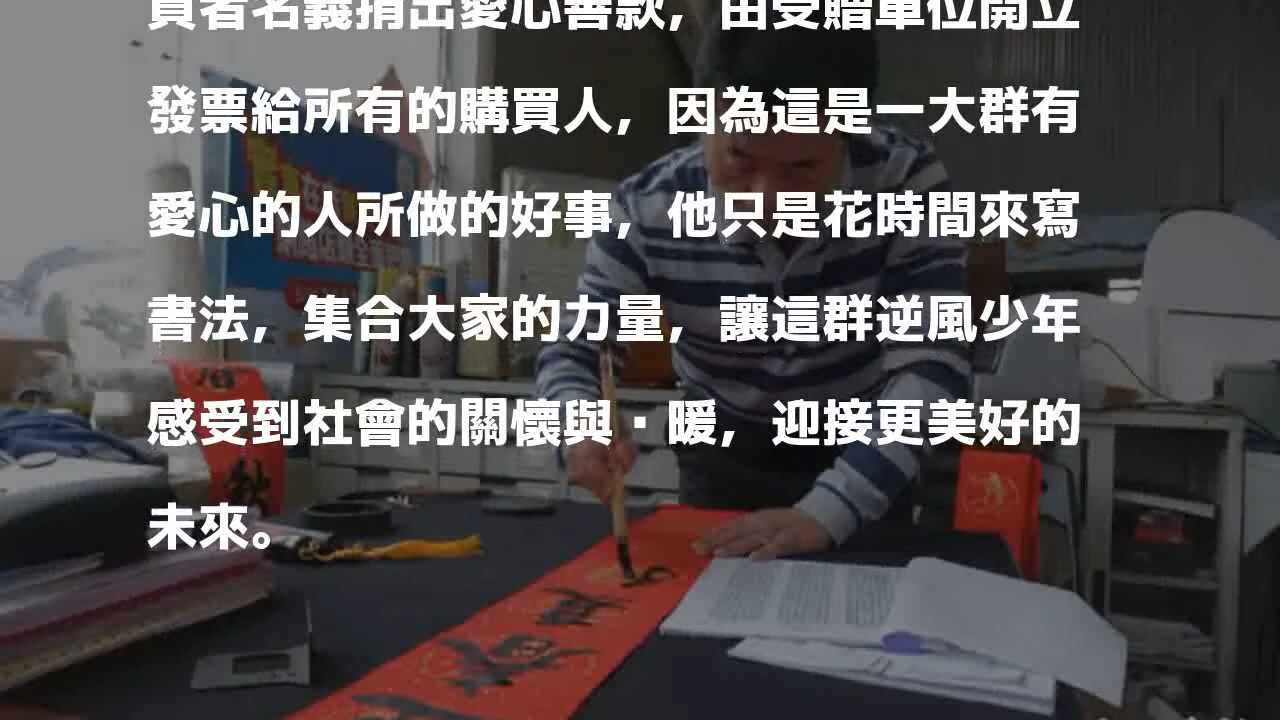 買者名義捐出愛心善款，由受贈單位開立
發票給所有的購買人，因為這是一大群有
愛心的人所做的好事，他只是花時間來寫
書法，集合大家的力量，讓這群逆風少年
感受到社會的關懷與▪暖，迎接更美好的
未來。